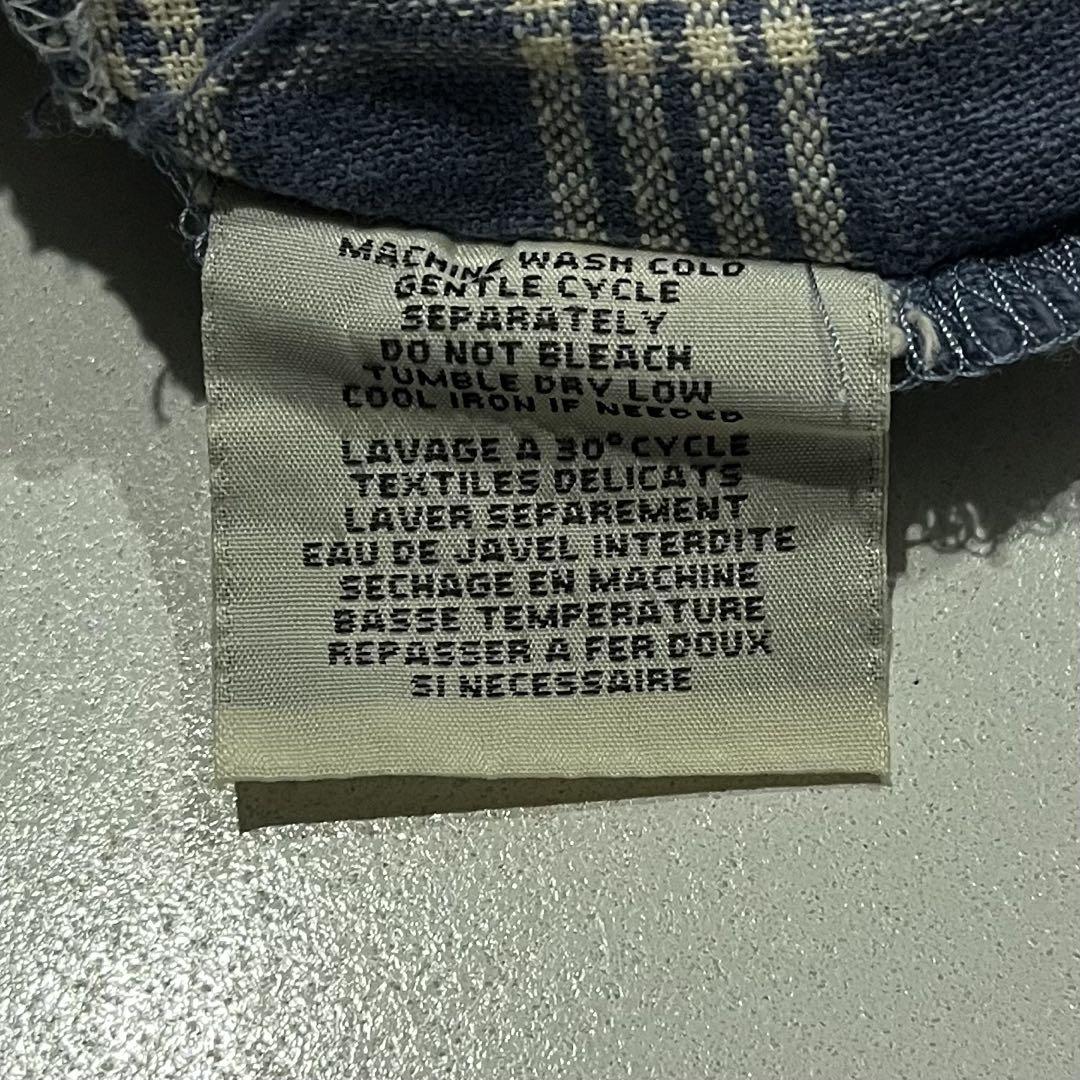 MACHINE WASH COLD
GENTLE CYCLE
SEPARATELY
DO NOT BLEACH
TUMBLE DRY LOW
COOL IRON IF NEEDED
LAVAGE A 30° CYCLE
TEXTILES DELICATS
LAVER SEPAREMENT
EAU DE JAVEL INTERDITE
SECHAGE EN MACHINE
BASSE TEMPERATURE
REPASSER A FER DOUX
SI NECESSAIRE